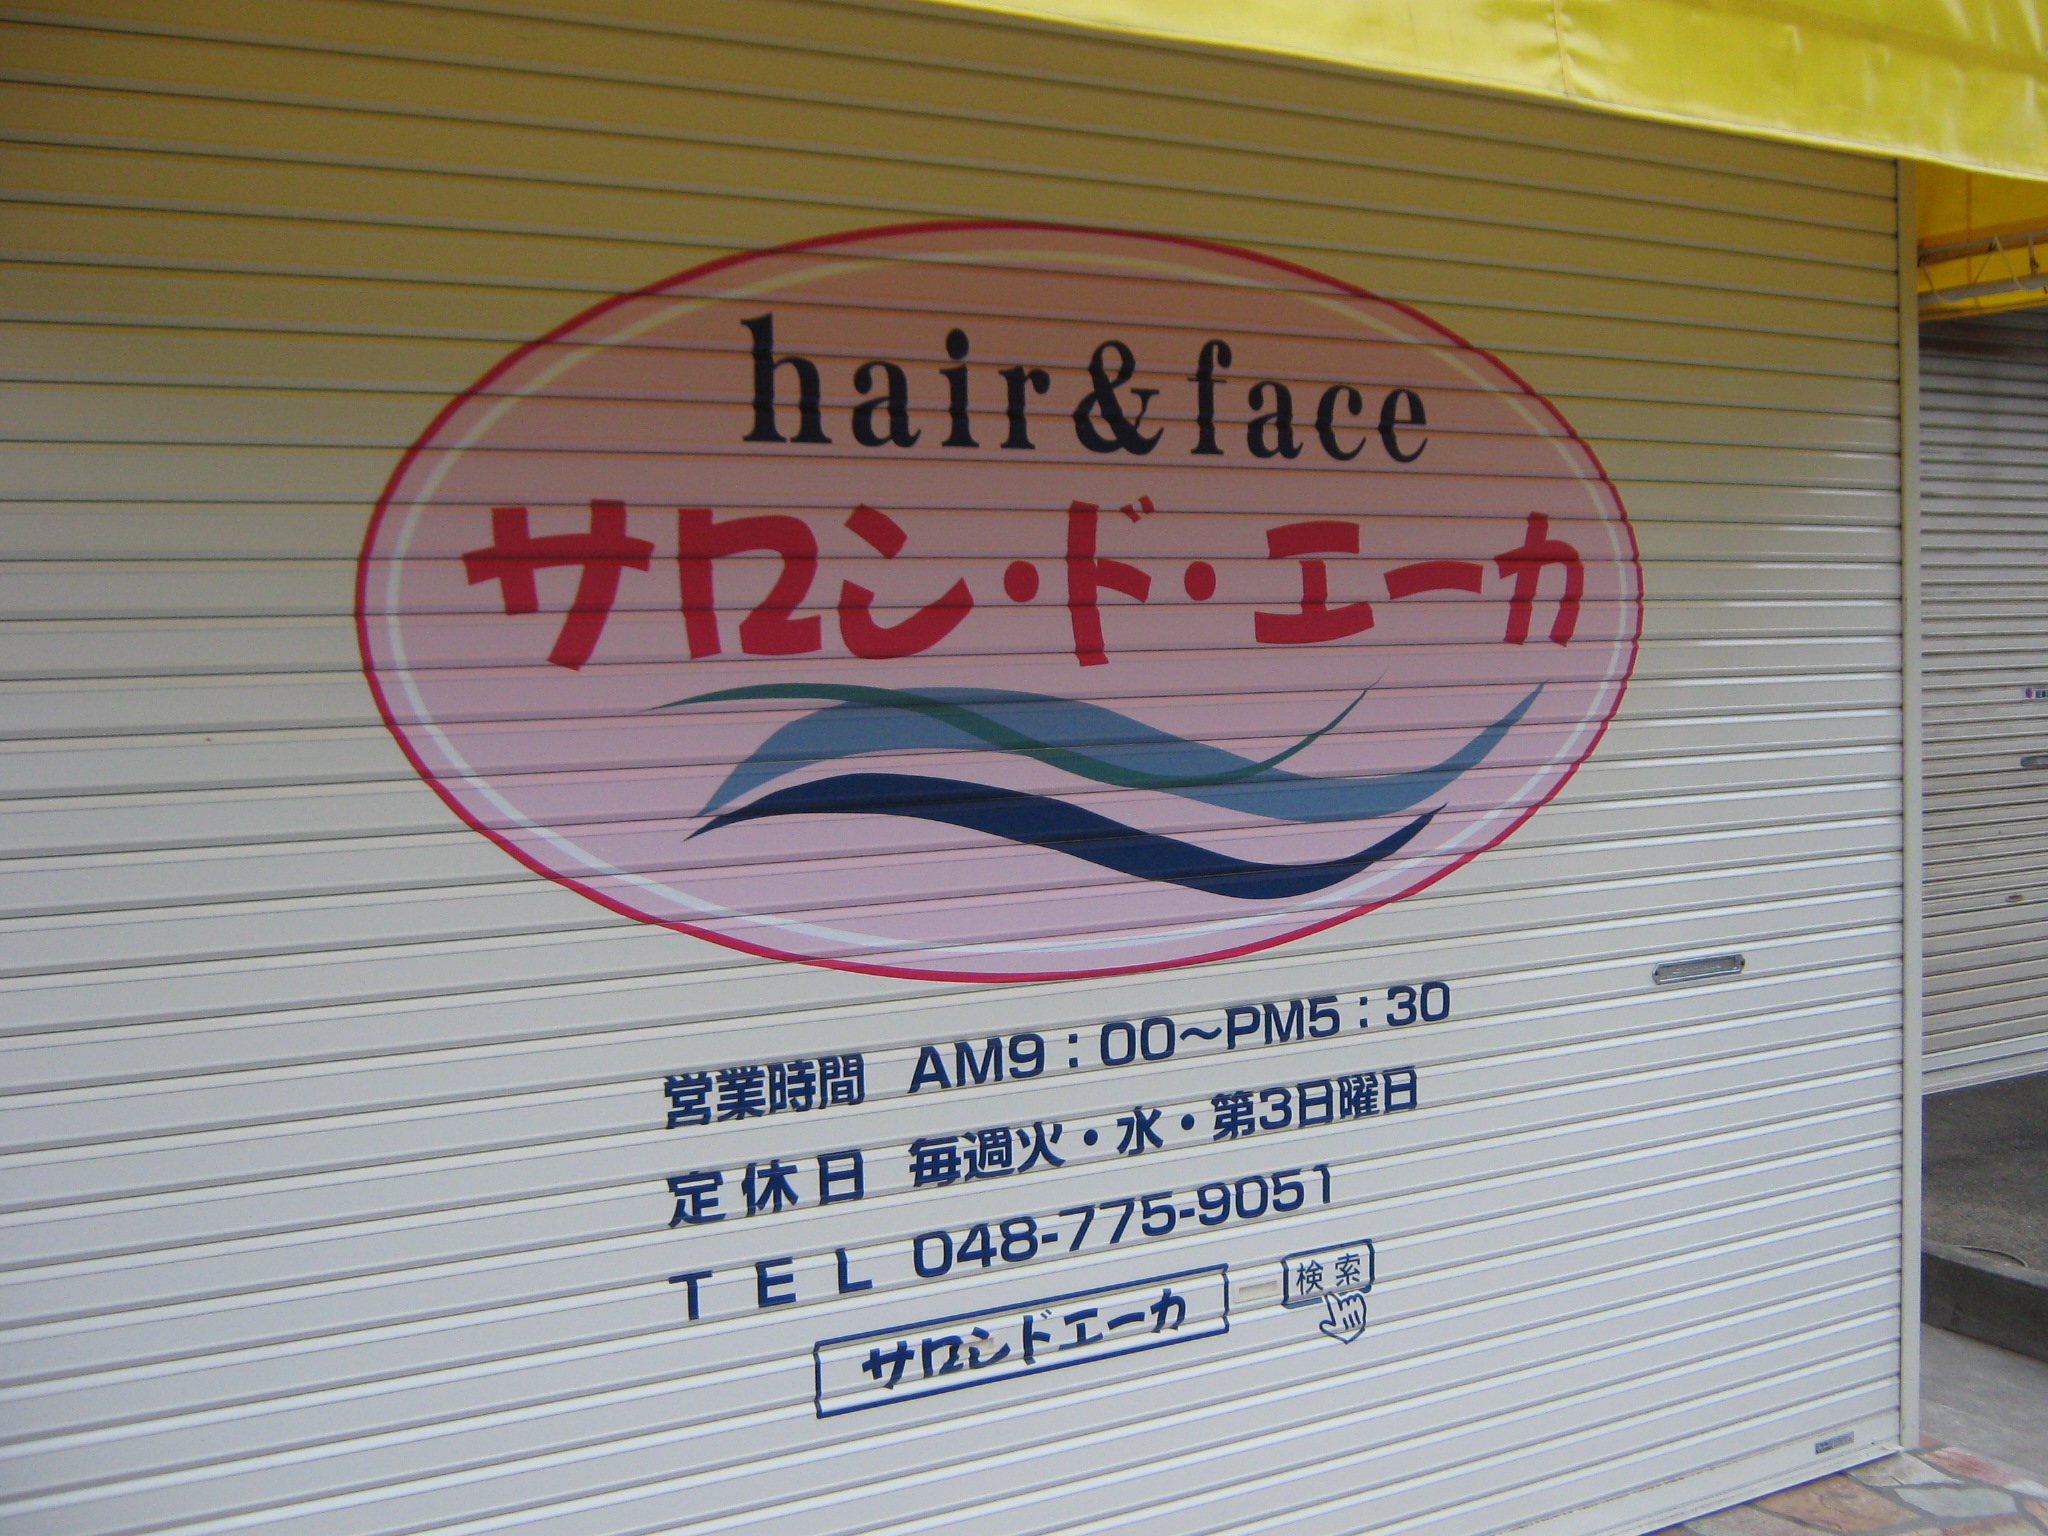 hair&face
サロン・ド・エーカ
営業時間 AM9:00～PM5:30
定休日 毎週火・水・第3日曜日
TEL 048-775-9051
サロンドエーカ 検索